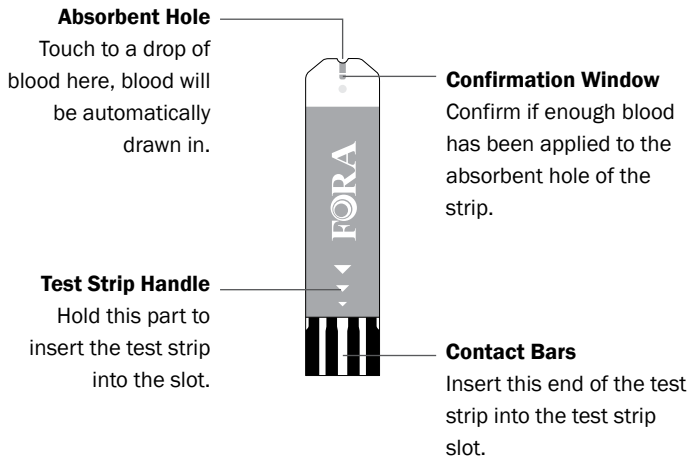 Absorbent Hole
Touch to a drop of
blood here, blood will
be automatically
drawn in.
Confirmation Window
Confirm if enough blood
has been applied to the
absorbent hole of the
strip.
FORA
Test Strip Handle
Hold this part to
insert the test strip
into the slot.
Contact Bars
Insert this end of the test
strip into the test strip
slot.